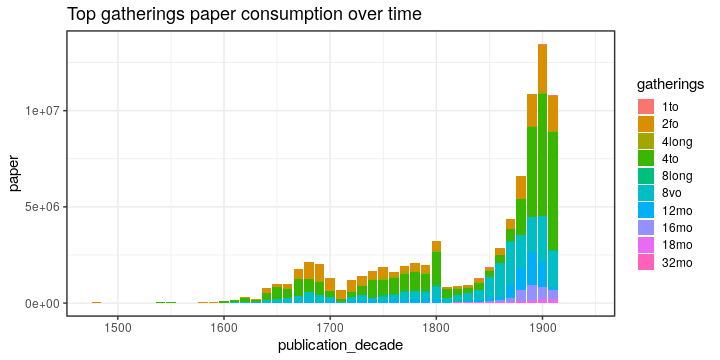 Top gatherings paper consumption over time
paper
1e+07
5e+06
0e+00
1500 1600 1700 1800 1900
publication_decade
gatherings
1to
2fo
4long
4to
8long
8vo
12mo
16mo
18mo
32mo